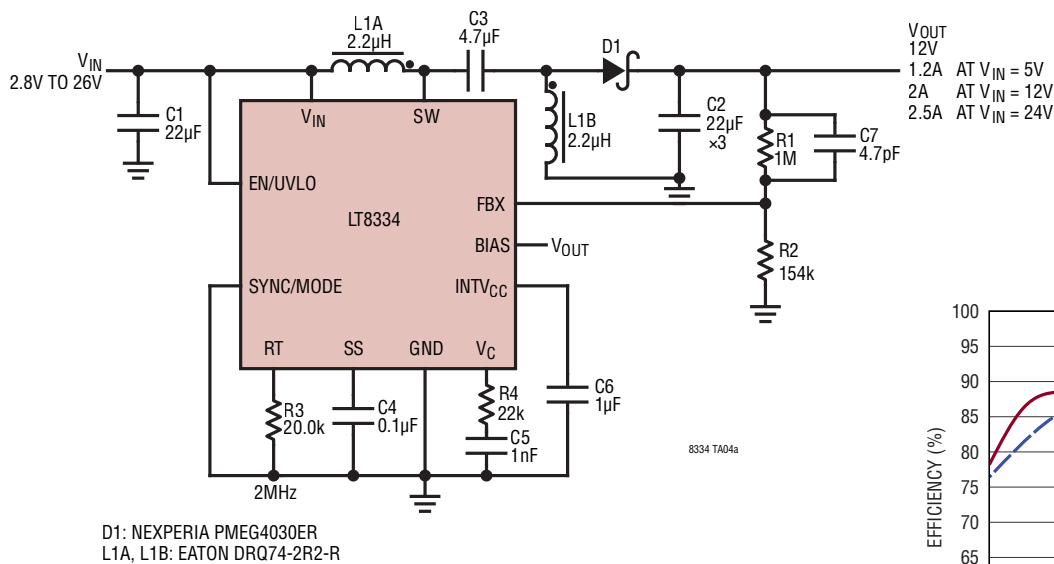 L1A
2.2µH
C3
4.7µF
D1
VIN
2.8V TO 26V
VOUT
12V
1.2A AT VIN = 5V
2A AT VIN = 12V
2.5A AT VIN = 24V
C1
22µF
VIN
SW
L1B
2.2µH
C2
22µF
×3
R1
1M
C7
4.7pF
EN/UVLO
LT8334
FBX
BIAS
VOUT
R2
154k
SYNC/MODE
INTVCC
RT
SS
GND
VC
R3
20.0k
C4
0.1µF
R4
22k
C5
1nF
C6
1µF
8334 TA04a
2MHz
D1: NEXPERIA PMEG4030ER
L1A, L1B: EATON DRQ74-2R2-R
100
95
90
85
80
75
70
65
EFFICIENCY (%)